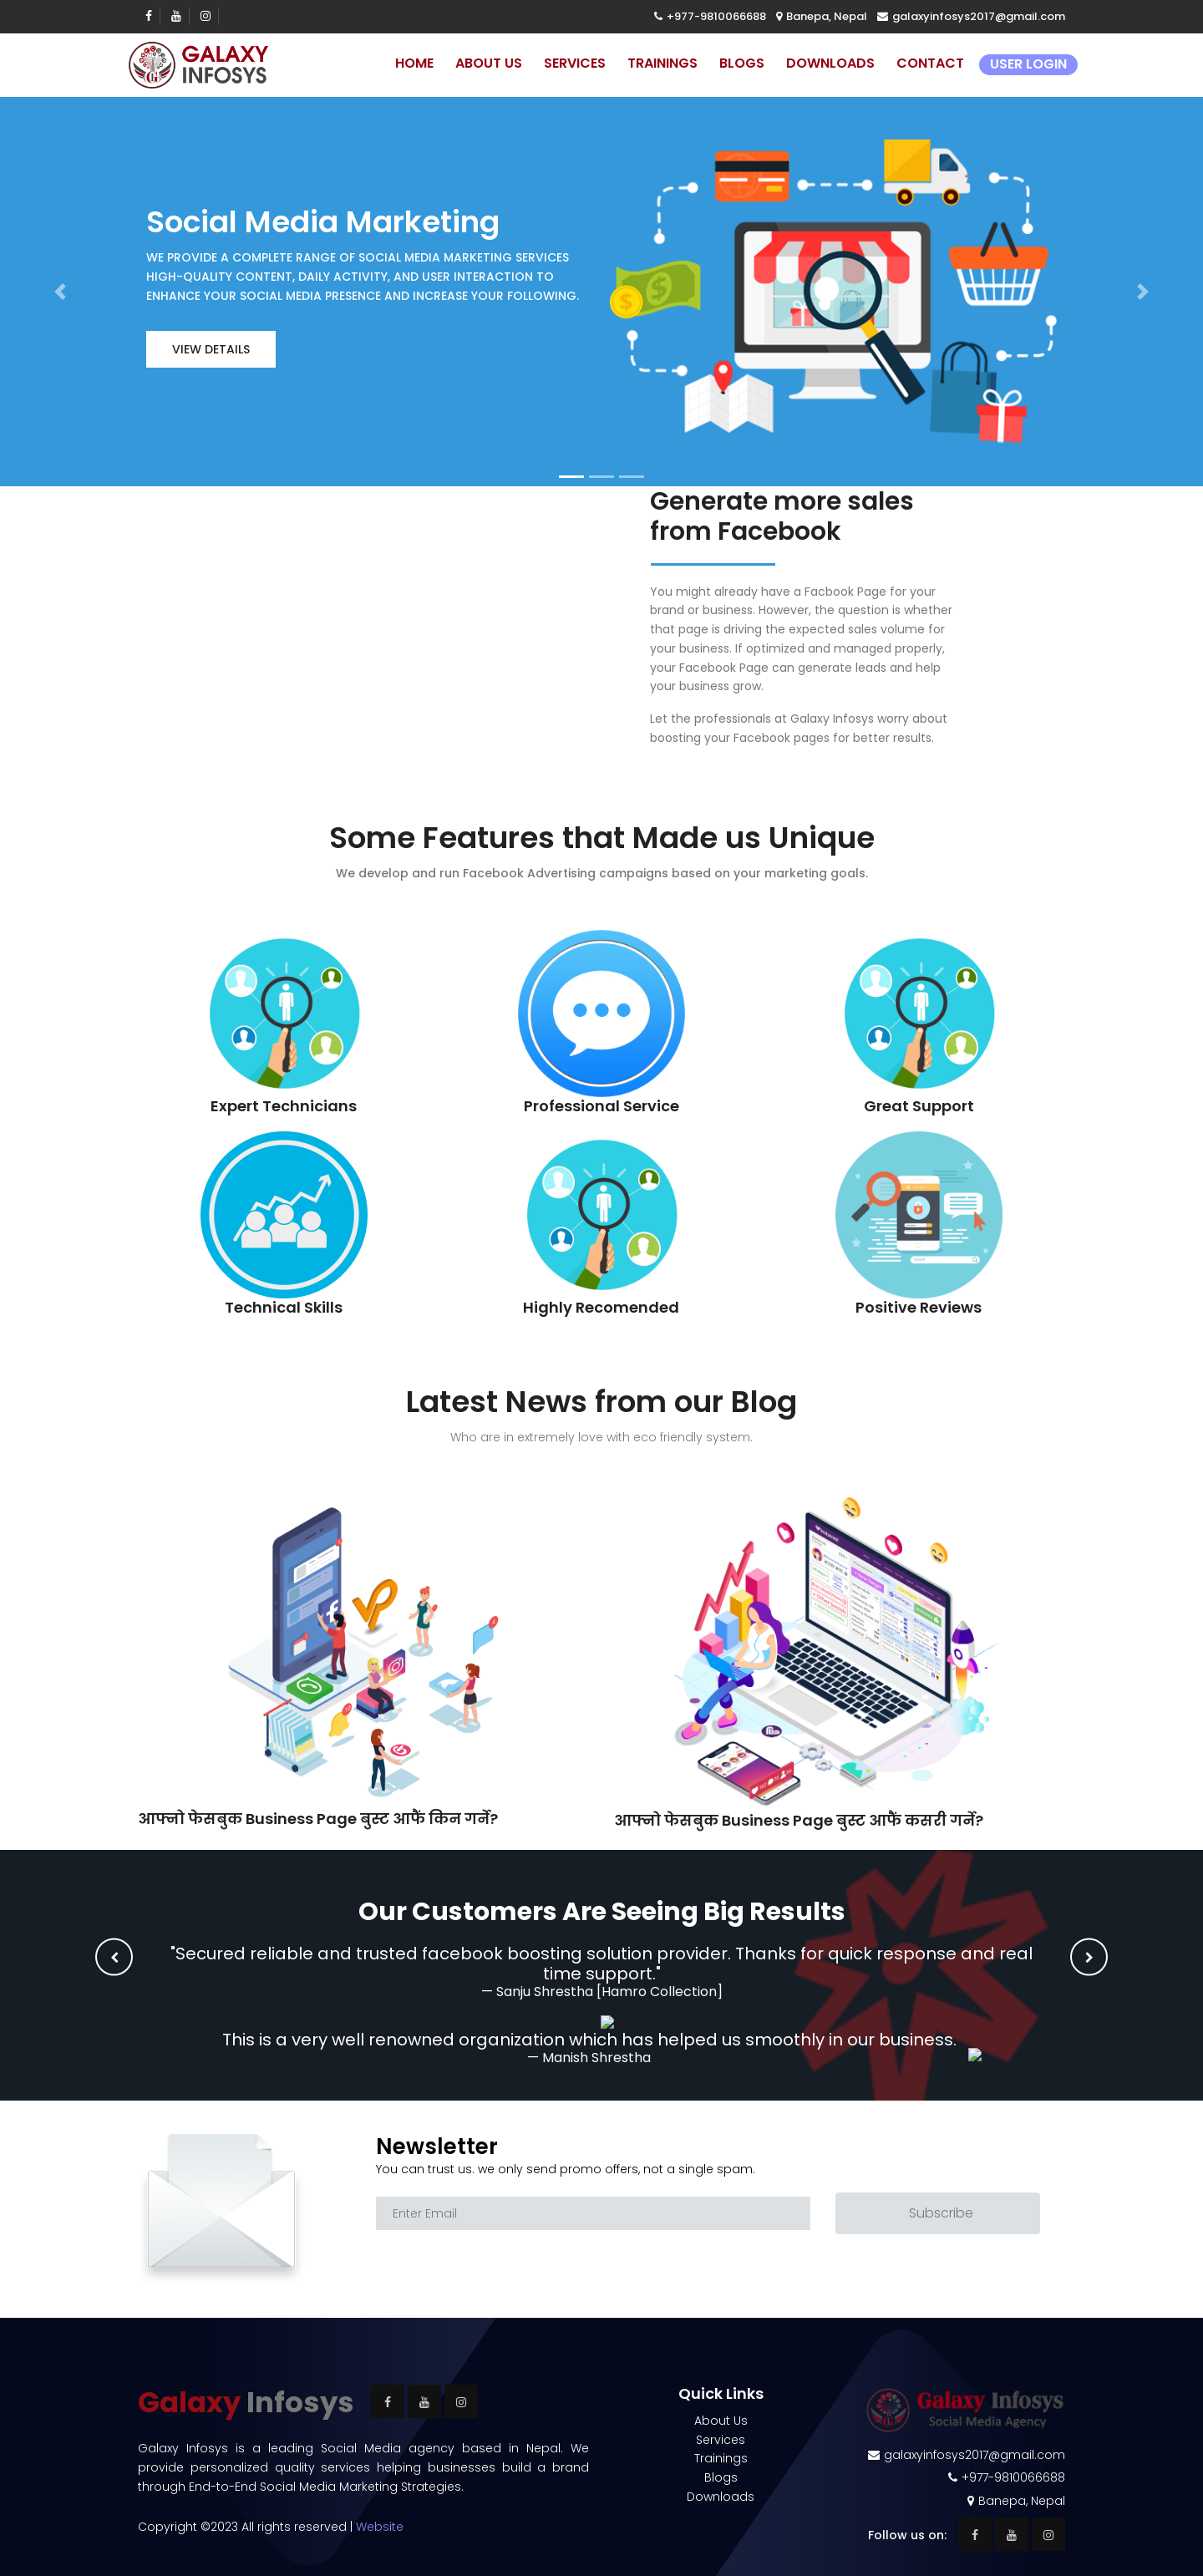 +977-9810066688 Banepa, Nepal galaxyinfosys2017@gmail.com
GALAXY
INFOSYS
HOME ABOUT US SERVICES TRAININGS BLOGS DOWNLOADS CONTACT USER LOGIN
Social Media Marketing
WE PROVIDE A COMPLETE RANGE OF SOCIAL MEDIA MARKETING SERVICES
HIGH-QUALITY CONTENT, DAILY ACTIVITY, AND USER INTERACTION TO
ENHANCE YOUR SOCIAL MEDIA PRESENCE AND INCREASE YOUR FOLLOWING.
VIEW DETAILS
Generate more sales
from Facebook
You might already have a Facbook Page for your
brand or business. However, the question is whether
that page is driving the expected sales volume for
your business. If optimized and managed properly,
your Facebook Page can generate leads and help
your business grow.
Let the professionals at Galaxy Infosys worry about
boosting your Facebook pages for better results.
Some Features that Made us Unique
We develop and run Facebook Advertising campaigns based on your marketing goals.
Expert Technicians
Professional Service
Great Support
Technical Skills
Highly Recomended
Positive Reviews
Latest News from our Blog
Who are in extremely love with eco friendly system.
आफ्नो फेसबुक Business Page बुस्ट आफैं किन गर्ने?
आफ्नो फेसबुक Business Page बुस्ट आफैं कसरी गर्ने?
Our Customers Are Seeing Big Results
"Secured reliable and trusted facebook boosting solution provider. Thanks for quick response and real
time support."
— Sanju Shrestha [Hamro Collection]
This is a very well renowned organization which has helped us smoothly in our business.
— Manish Shrestha
Newsletter
You can trust us. we only send promo offers, not a single spam.
Enter Email
Subscribe
Galaxy Infosys
Galaxy Infosys is a leading Social Media agency based in Nepal. We
provide personalized quality services helping businesses build a brand
through End-to-End Social Media Marketing Strategies.
Copyright ©2023 All rights reserved | Website
Quick Links
About Us
Services
Trainings
Blogs
Downloads
Galaxy Infosys
Social Media Agency
galaxyinfosys2017@gmail.com
+977-9810066688
Banepa, Nepal
Follow us on: